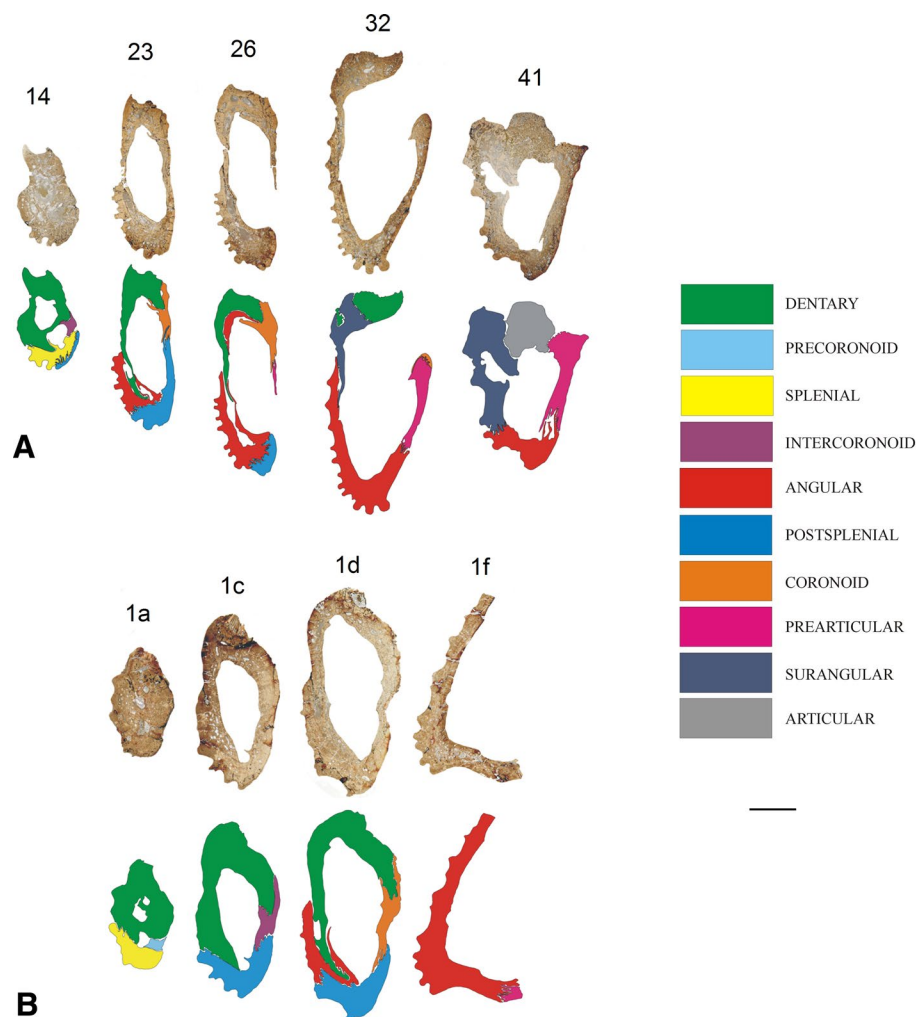 14
23
26
32
41
A
1a
1c
1d
1f
B
DENTARY
PRECORONOID
SPLENIAL
INTERCORONOID
ANGULAR
POSTSPLENIAL
CORONOID
PREARTICULAR
SURANGULAR
ARTICULAR